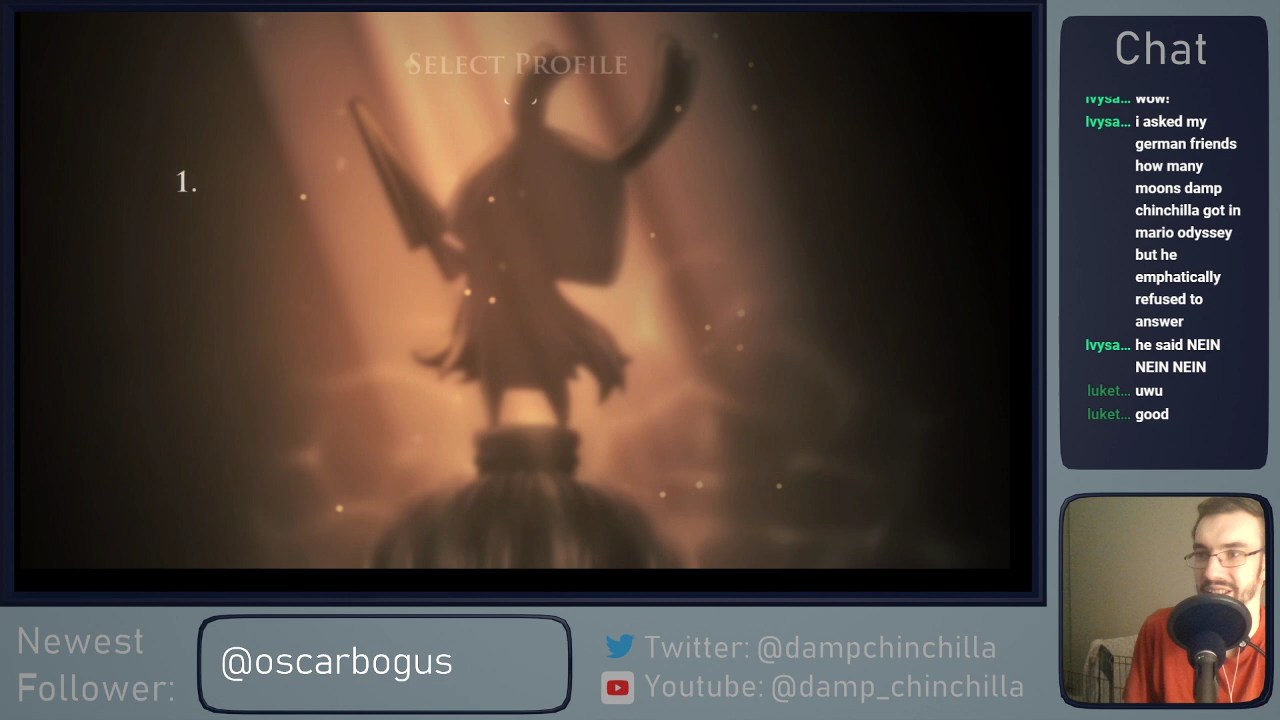 Select Profile
1.
Chat
Ivysa... wow!
Ivysa... i asked my
german friends
how many
moons damp
chinchilla got in
mario odyssey
but he
emphatically
refused to
answer
Ivysa... he said NEIN
NEIN NEIN
luket... uwu
luket... good
Newest
Follower:
@oscarbogus
Twitter: @dampchinchilla
Youtube: @damp_chinchilla